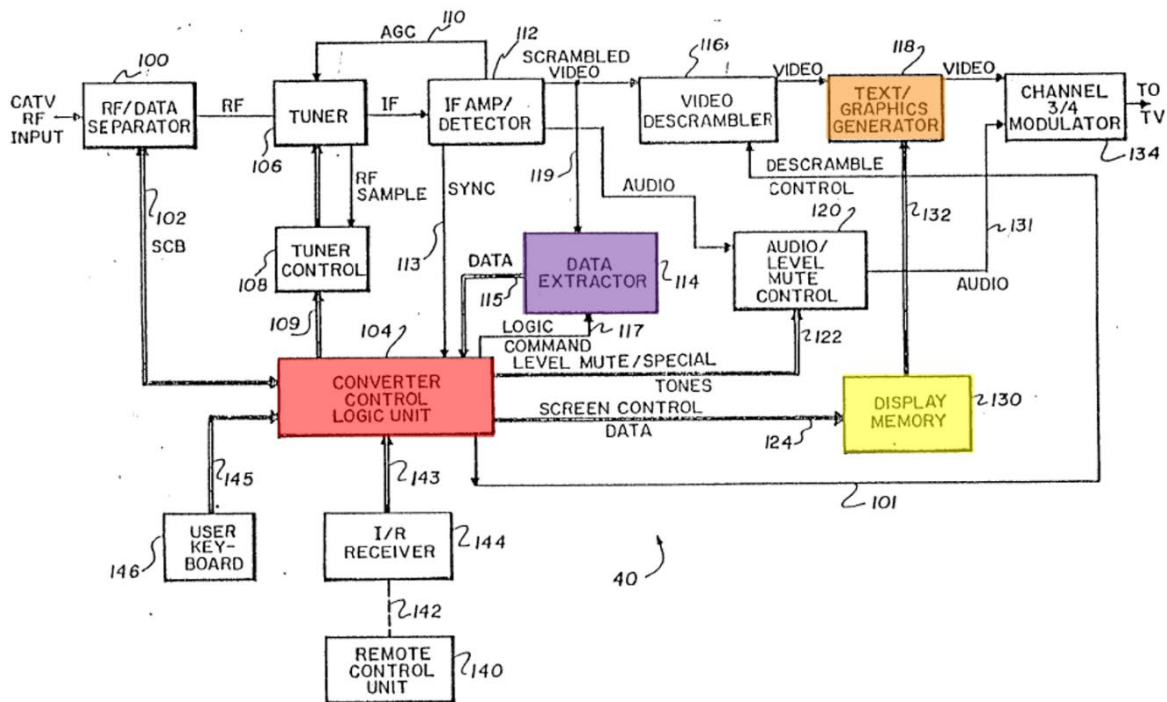 AGC
110
112
SCRAMBLED
VIDEO
116
118
100
VIDEO
VIDEO
CATV
RF
INPUT
RF/DATA
SEPARATOR
RF
TUNER
IF
IF AMP/
DETECTOR
VIDEO
DESCRAMBLER
TEXT/
GRAPHICS
GENERATOR
CHANNEL
3/4
MODULATOR
TO
TV
106
134
102
SCB
RF
SAMPLE
SYNC
119
AUDIO
DESCRAMBLE
CONTROL
132
TUNER
CONTROL
108
113
DATA
115
DATA
EXTRACTOR
114
120
AUDIO/
LEVEL
MUTE
CONTROL
131
AUDIO
109
104
LOGIC
COMMAND
117
122
CONVERTER
CONTROL
LOGIC UNIT
LEVEL MUTE/SPECIAL
TONES
SCREEN CONTROL
DATA
124
DISPLAY
MEMORY
130
145
143
101
USER
KEY-
BOARD
146
I/R
RECEIVER
144
40
142
REMOTE
CONTROL
UNIT
140